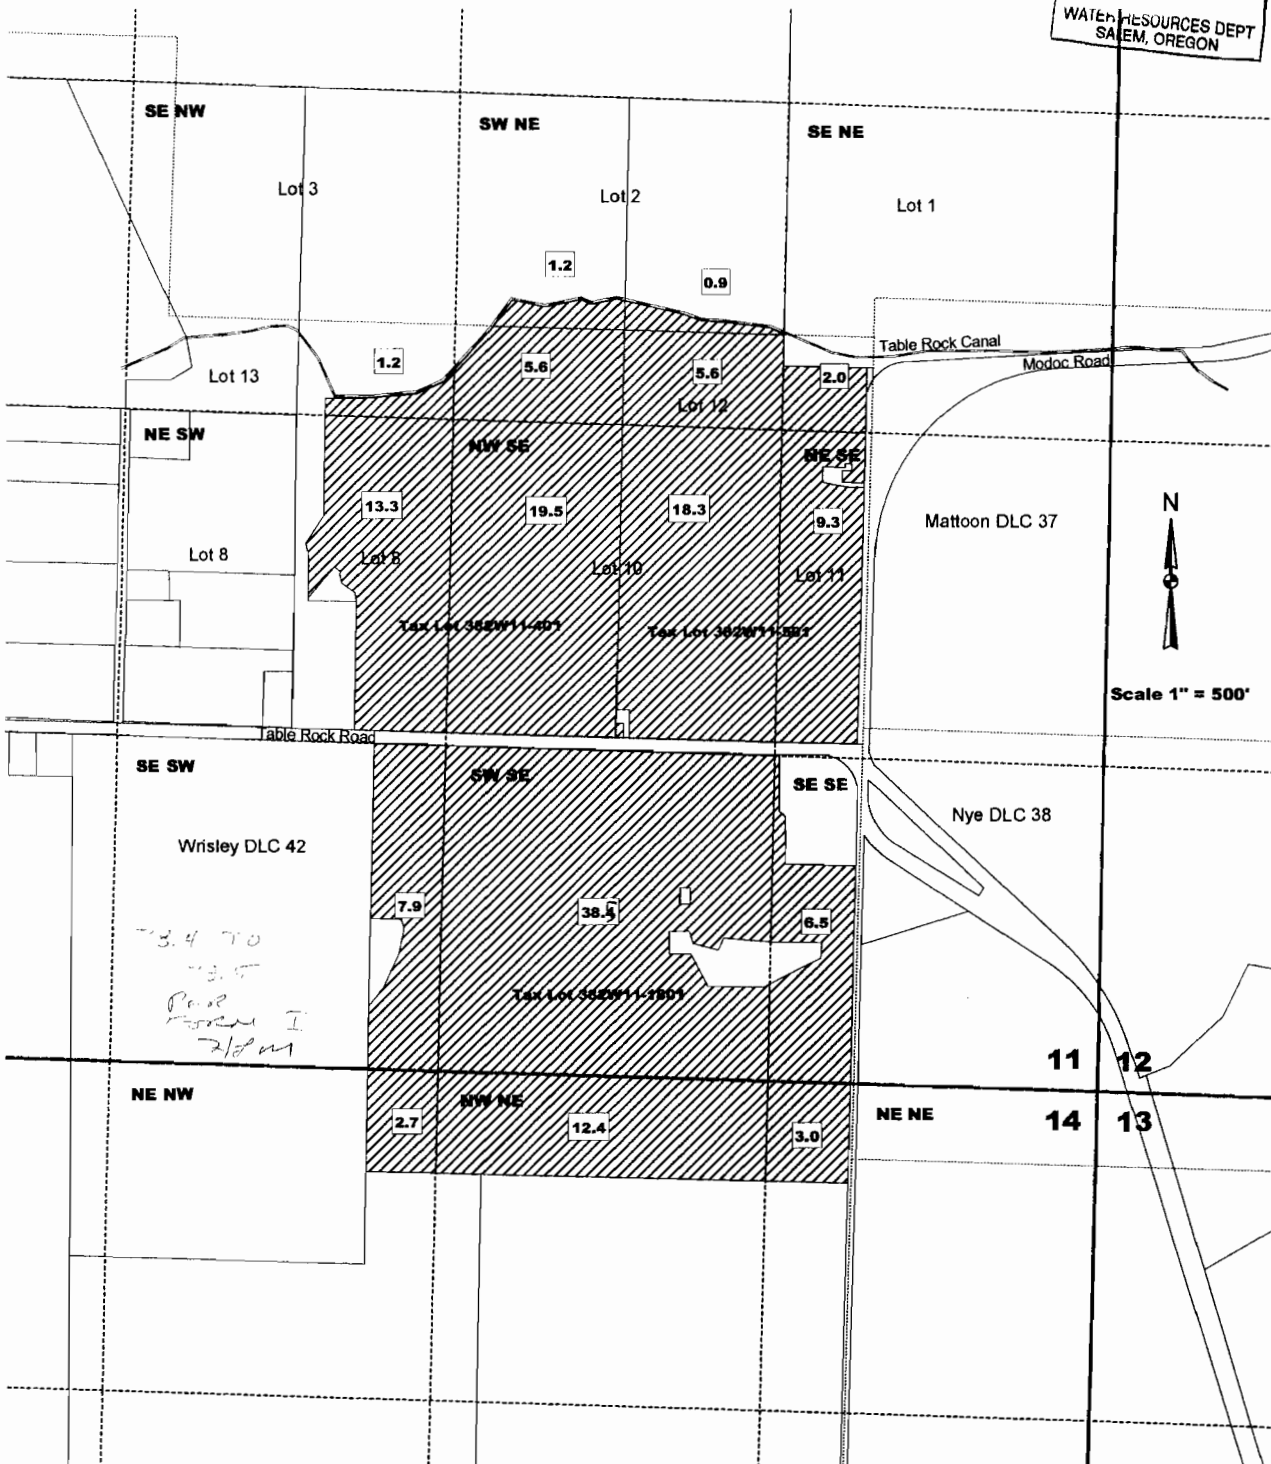 WATER RESOURCES DEPT
SALEM, OREGON
SE NW
SW NE
SE NE
Lot 3
Lot 2
Lot 1
1.2
0.9
Table Rock Canal
Modoc Road
1.2
5.6
5.6
2.0
Lot 13
Lot 12
NE SW
NW SE
NE SE
13.3
19.5
18.3
9.3
Mattoon DLC 37
N
Lot 8
Lot 10
Lot 11
Tax Lot 382W11-401
Tax Lot
Scale 1" = 500'
Table Rock Road
SE SW
SW SE
SE SE
Nye DLC 38
Wrisley DLC 42
7.9
38.5
6.5
TO
Tax Lot 382W11-1801
11
12
NE NW
NW NE
NE NE
14
13
2.7
12.4
3.0